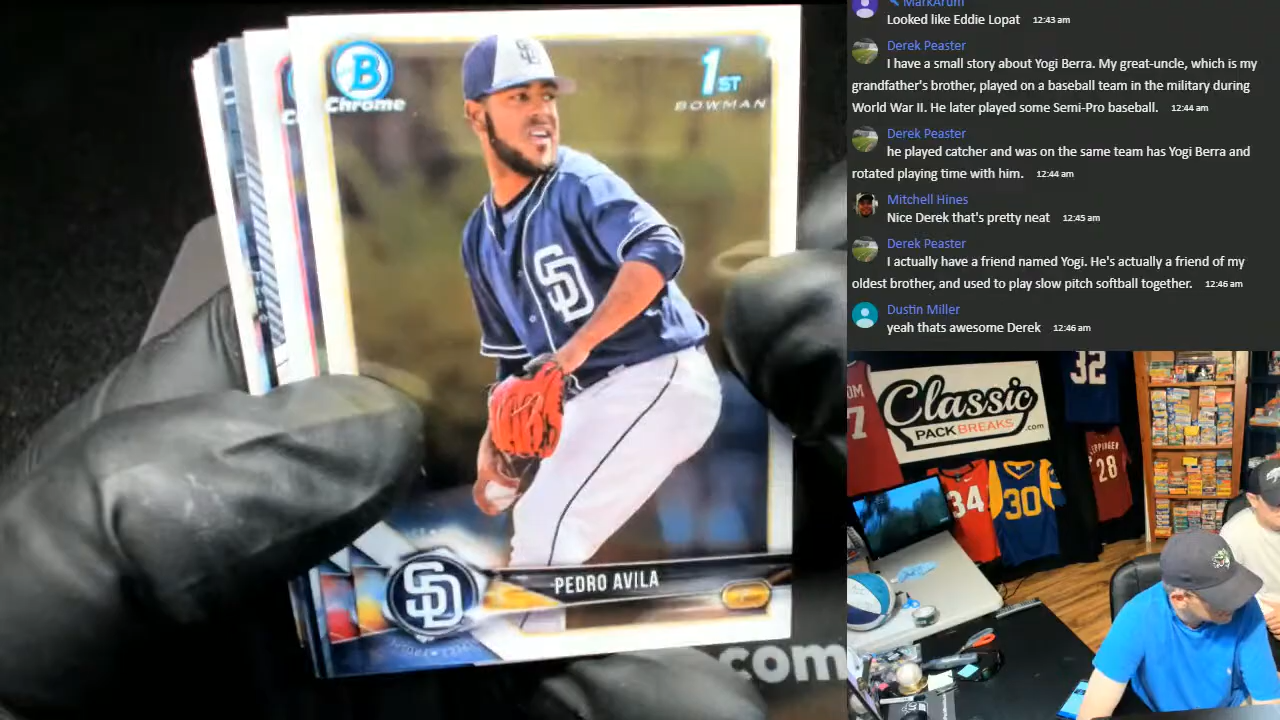 B
Chrome
1ST
BOWMAN
SD
SD
PEDRO AVILA
P
.com
MarkArum
Looked like Eddie Lopat 12:43 am
Derek Peaster
I have a small story about Yogi Berra. My great-uncle, which is my
grandfather's brother, played on a baseball team in the military during
World War II. He later played some Semi-Pro baseball. 12:44 am
Derek Peaster
he played catcher and was on the same team has Yogi Berra and
rotated playing time with him. 12:44 am
Mitchell Hines
Nice Derek that's pretty neat 12:45 am
Derek Peaster
I actually have a friend named Yogi. He's actually a friend of my
oldest brother, and used to play slow pitch softball together. 12:46 am
Dustin Miller
yeah thats awesome Derek 12:46 am
Classic
PACK BREAKS.com
32
7
34
30
28